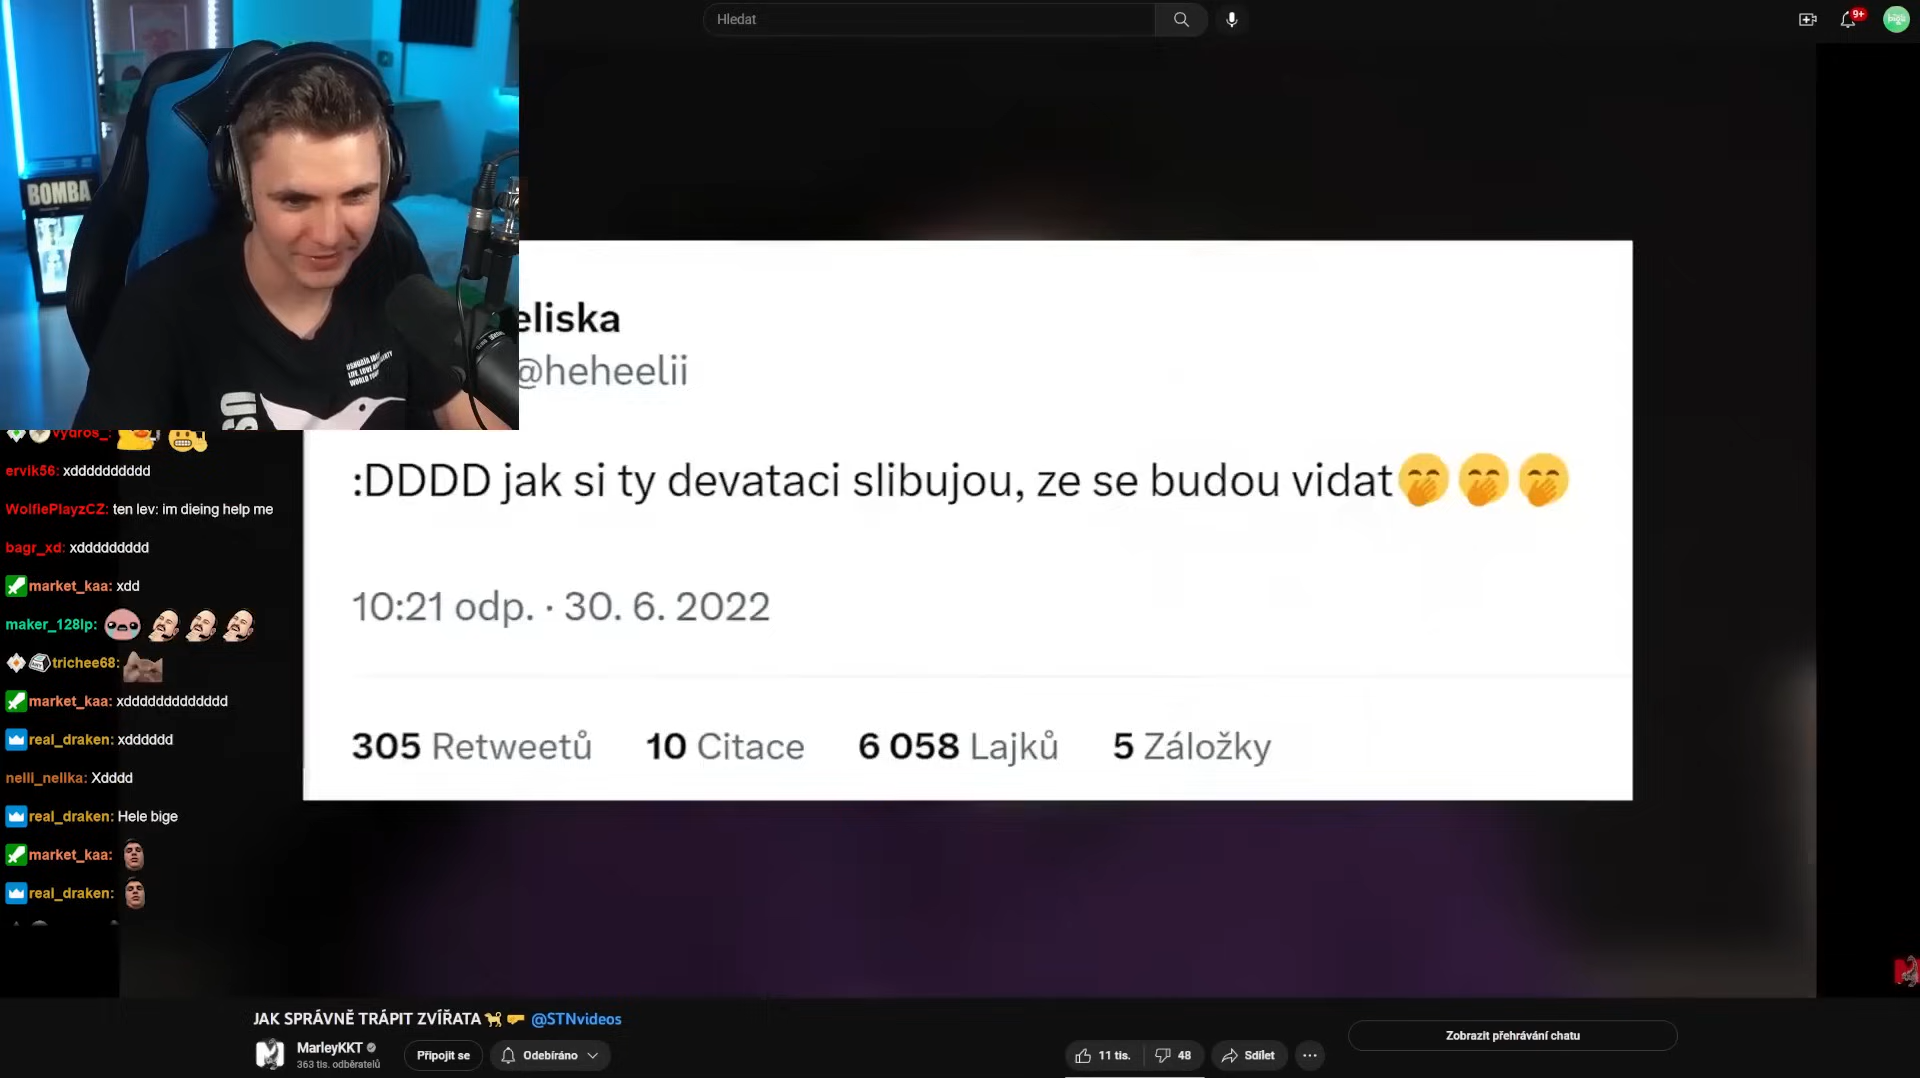 Hledat
9+
BOMBA
eliska
@heheelii
:DDDD jak si ty devataci slibujou, ze se budou vidat🤭🤭🤭
10:21 odp. · 30. 6. 2022
305 Retweetů 10 Citace 6 058 Lajků 5 Záložky
vydros_:
ervik56: xdddddddddd
WolfiePlayzCZ: ten lev: im dieing help me
bagr_xd: xddddddddd
market_kaa: xdd
maker_128lp:
trichee68:
market_kaa: xddddddddddddd
real_draken: xdddddd
nelli_nellka: Xdddd
real_draken: Hele bige
market_kaa:
real_draken:
JAK SPRÁVNĚ TRÁPIT ZVÍŘATA🐕🤛 @STNvideos
MarleyKKT
363 tis. odběratelů
Připojit se
Odebíráno
11 tis.
48
Sdílet
Zobrazit přehrávání chatu